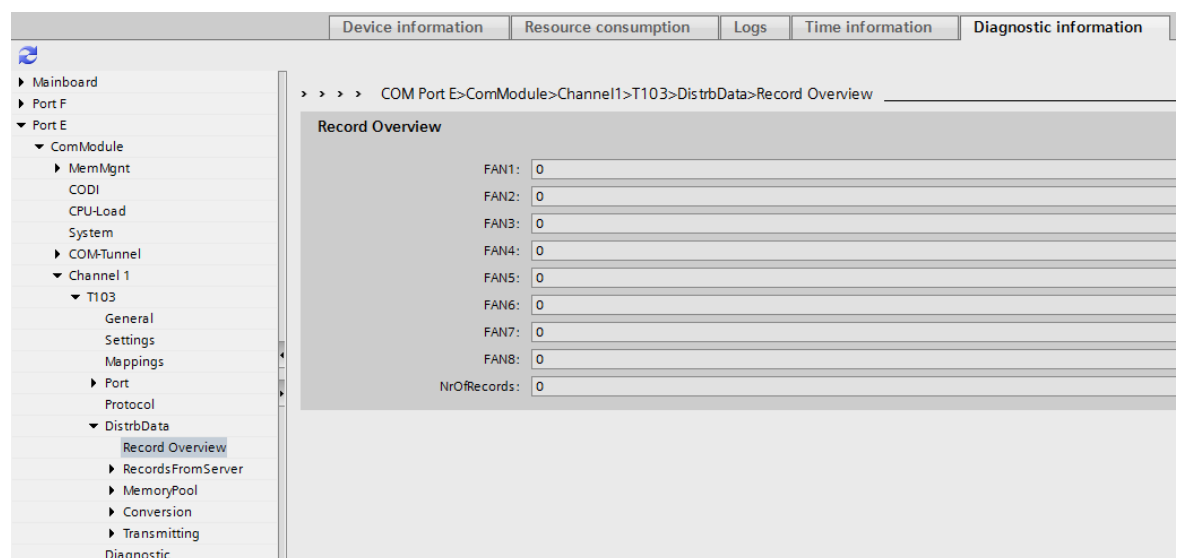 Device information Resource consumption Logs Time information Diagnostic information
Mainboard
Port F
Port E
ComModule
MemMgnt
CODI
CPU-Load
System
COM-Tunnel
Channel 1
T103
General
Settings
Mappings
Port
Protocol
DistrbData
Record Overview
RecordsFromServer
MemoryPool
Conversion
Transmitting
Diagnostic
> > > > COM Port E>ComModule>Channel1>T103>DistrbData>Record Overview
Record Overview
FAN1: 0
FAN2: 0
FAN3: 0
FAN4: 0
FAN5: 0
FAN6: 0
FAN7: 0
FAN8: 0
NrOfRecords: 0